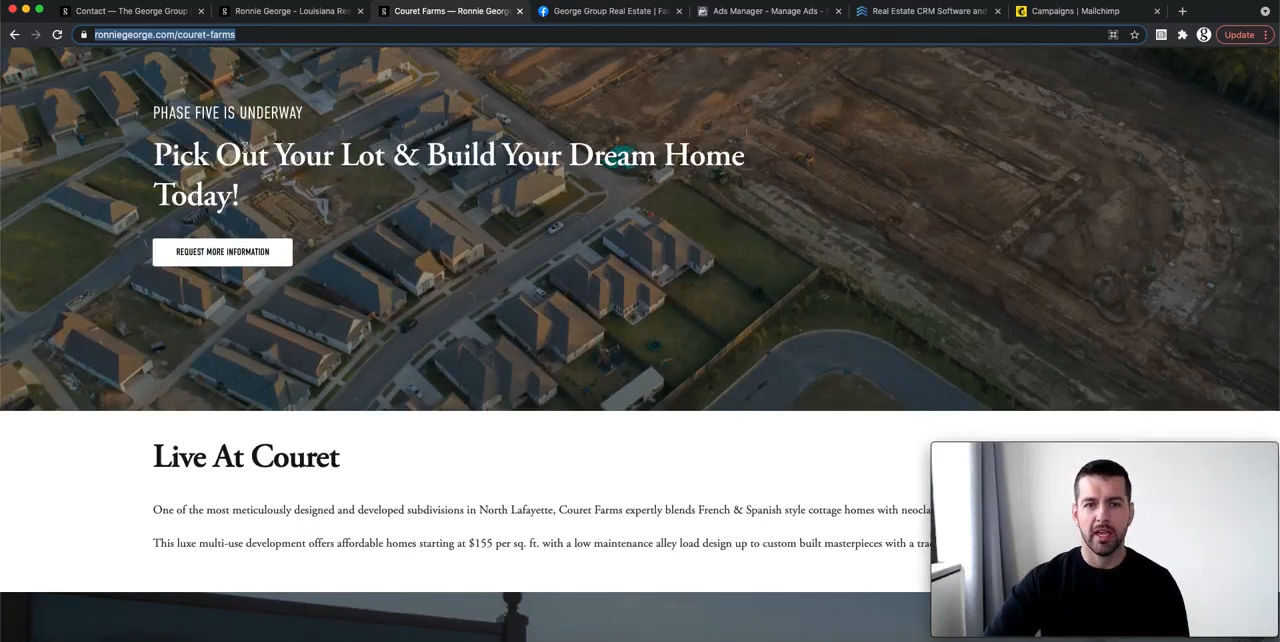 Contact — The George Group
Ronnie George - Louisiana Rea
Couret Farms — Ronnie George
George Group Real Estate | Fac
Ads Manager - Manage Ads -
Real Estate CRM Software and
Campaigns | Mailchimp
ronniegeorge.com/couret-farms
Update
PHASE FIVE IS UNDERWAY
Pick Out Your Lot & Build Your Dream Home
Today!
REQUEST MORE INFORMATION
Live At Couret
One of the most meticulously designed and developed subdivisions in North Lafayette, Couret Farms expertly blends French & Spanish style cottage homes with neocla
This luxe multi-use development offers affordable homes starting at $155 per sq. ft. with a low maintenance alley load design up to custom built masterpieces with a trad